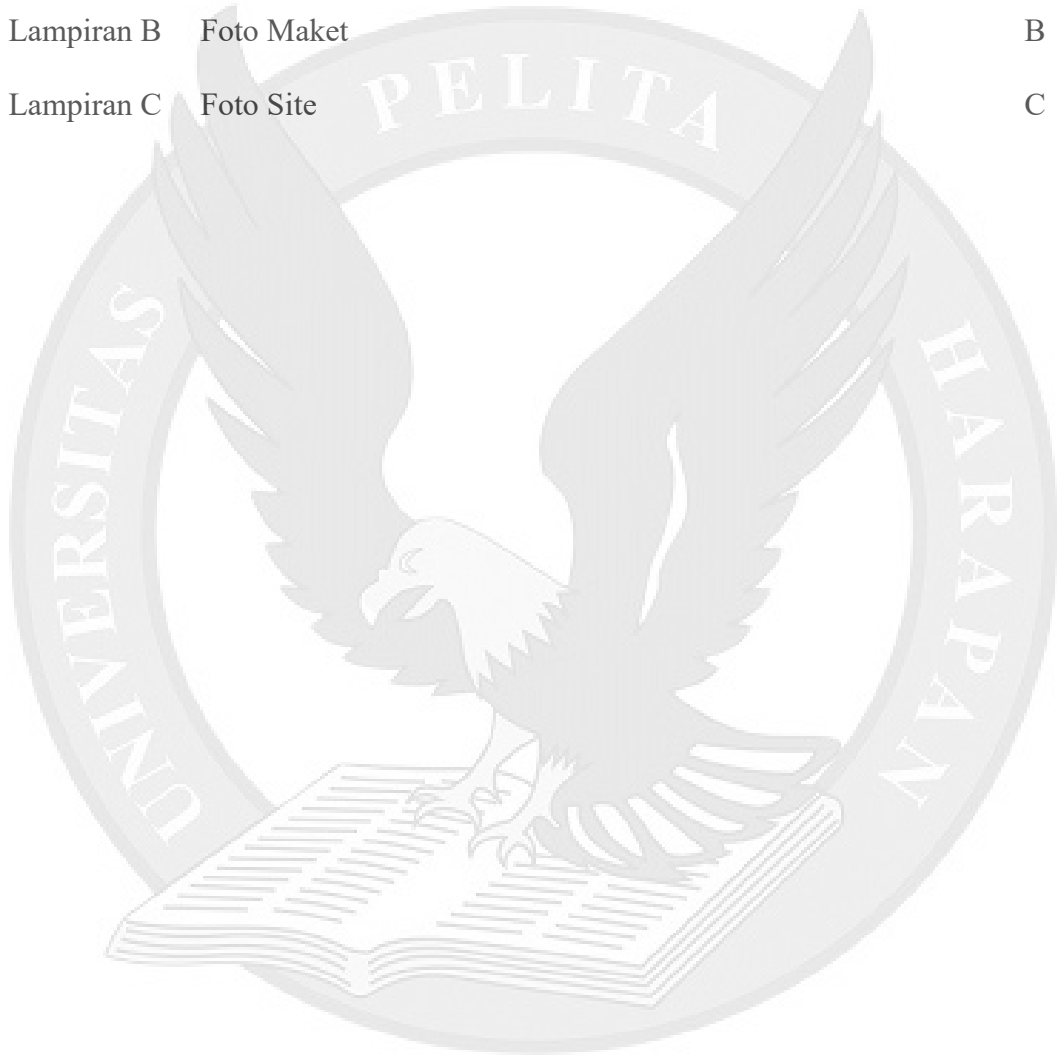 Lampiran B Foto Maket B
Lampiran C Foto Site C
UNIVERSITAS PELITA HARAPAN